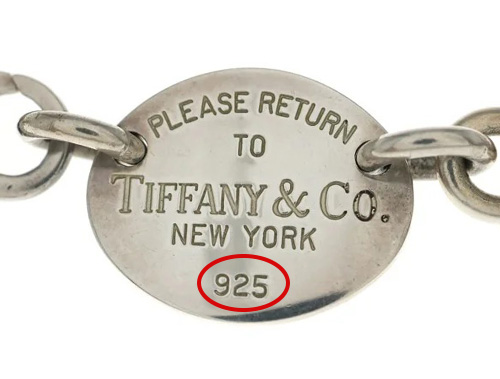 PLEASE RETURN
TO
TIFFANY & CO.
NEW YORK
925